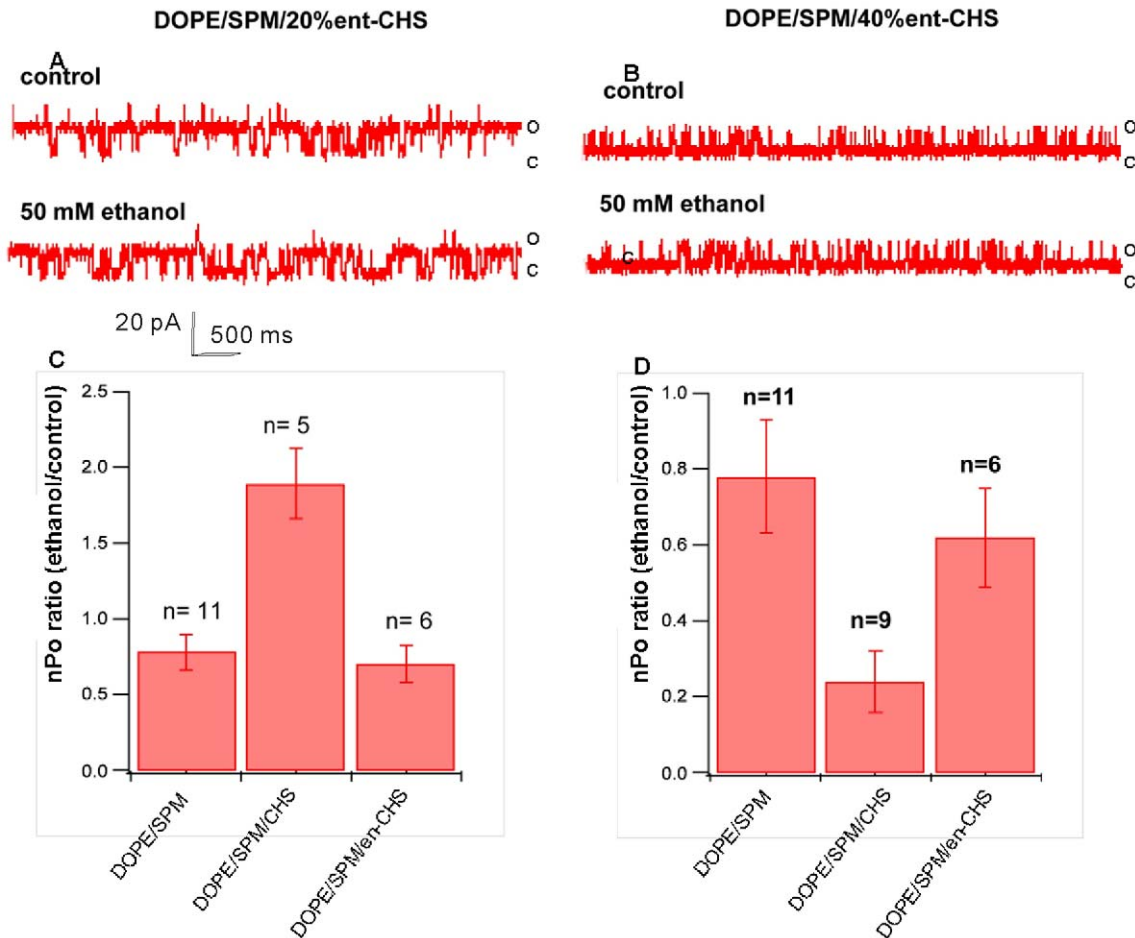 DOPE/SPM/20%ent-CHS
DOPE/SPM/40%ent-CHS
A
control
O
C
50 mM ethanol
O
C
20 pA
500 ms
B
control
O
C
50 mM ethanol
C
O
C
C
nPo ratio (ethanol/control)
2.5
2.0
1.5
1.0
0.5
0.0
n= 11
n= 5
n= 6
DOPE/SPM
DOPE/SPM/CHS
DOPE/SPM/en-CHS
D
nPo ratio (ethanol/control)
1.0
0.8
0.6
0.4
0.2
0.0
n=11
n=9
n=6
DOPE/SPM
DOPE/SPM/CHS
DOPE/SPM/en-CHS